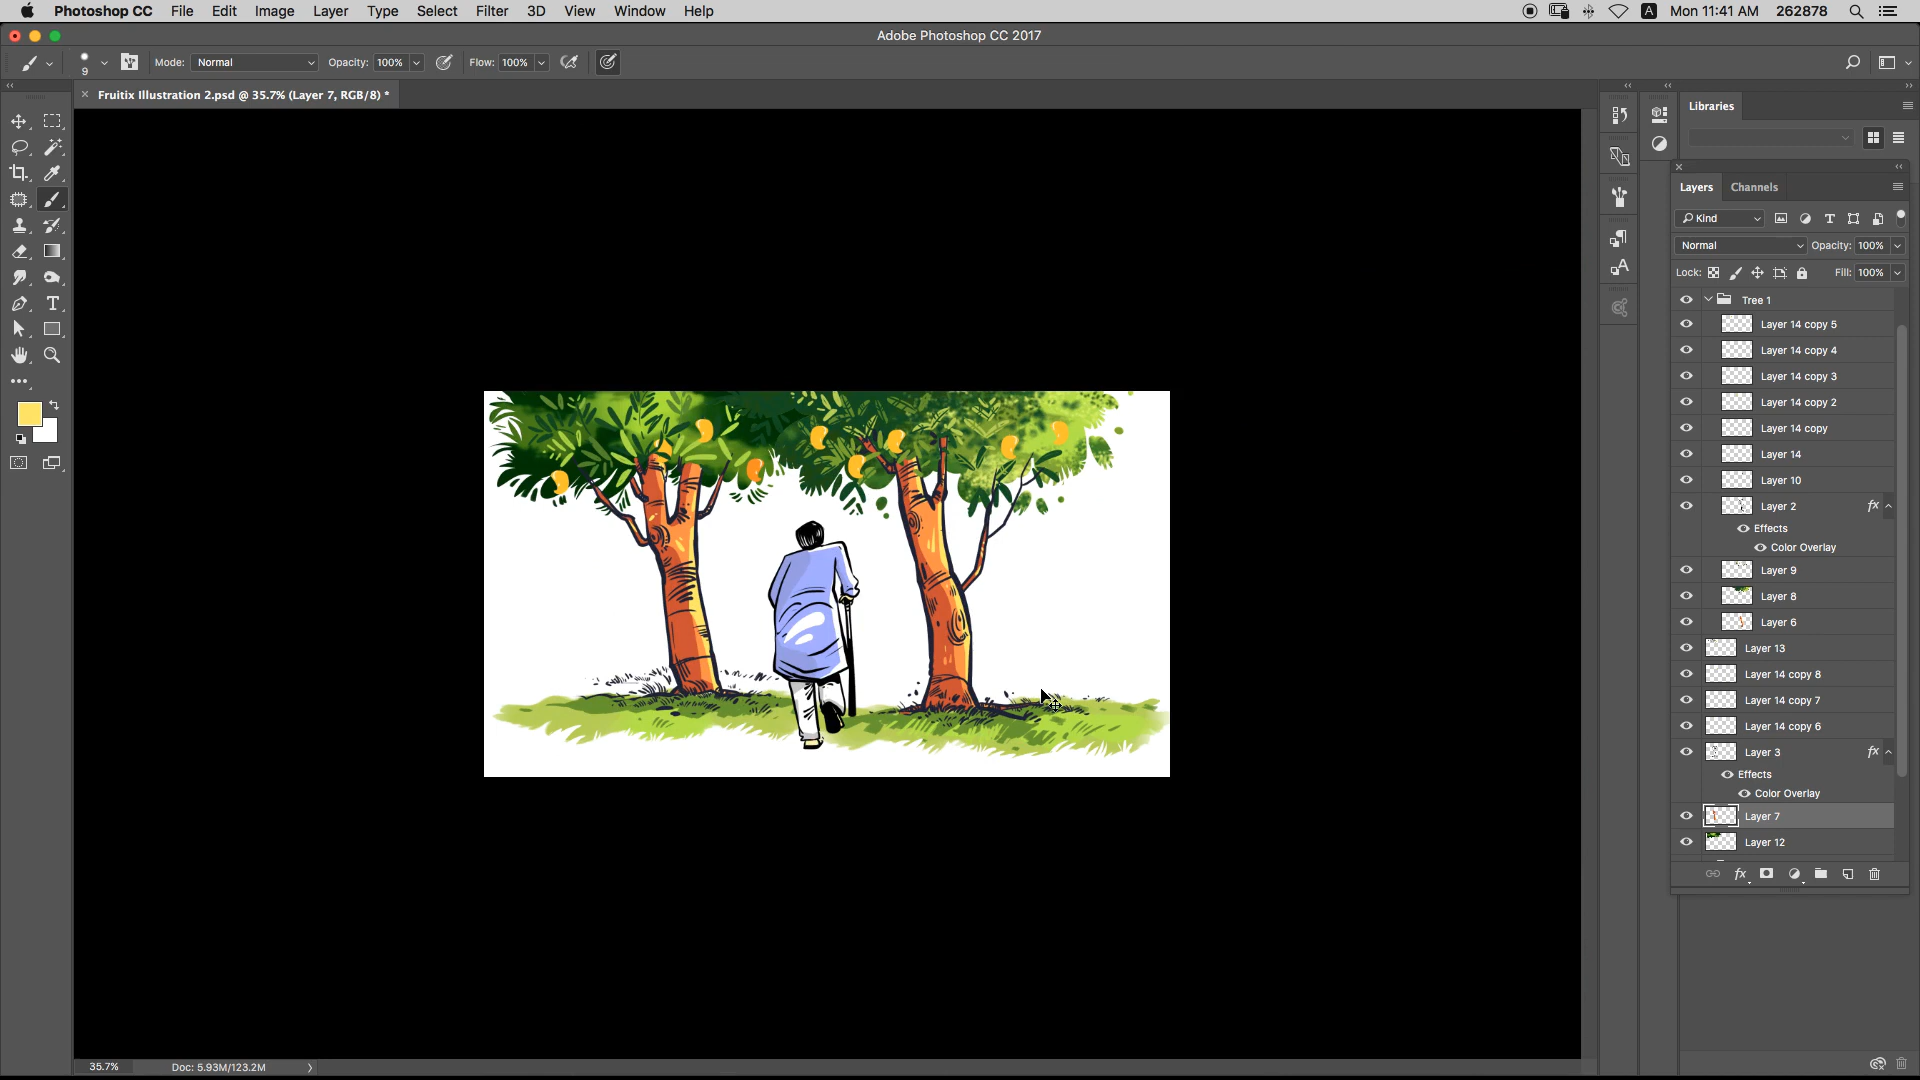 Photoshop CC File Edit Image Layer Type Select Filter 3D View Window Help A Mon 11:41 AM 262878
Adobe Photoshop CC 2017
9 Mode: Normal Opacity: 100% Flow: 100%
× Fruitix Illustration 2.psd @ 35.7% (Layer 7, RGB/8) *
Libraries
Layers Channels
Kind
Normal Opacity: 100%
Lock: Fill: 100%
Tree 1
Layer 14 copy 5
Layer 14 copy 4
Layer 14 copy 3
Layer 14 copy 2
Layer 14 copy
Layer 14
Layer 10
Layer 2 fx
Effects
Color Overlay
Layer 9
Layer 8
Layer 6
Layer 13
Layer 14 copy 8
Layer 14 copy 7
Layer 14 copy 6
Layer 3 fx
Effects
Color Overlay
Layer 7
Layer 12
fx
35.7% Doc: 5.93M/123.2M